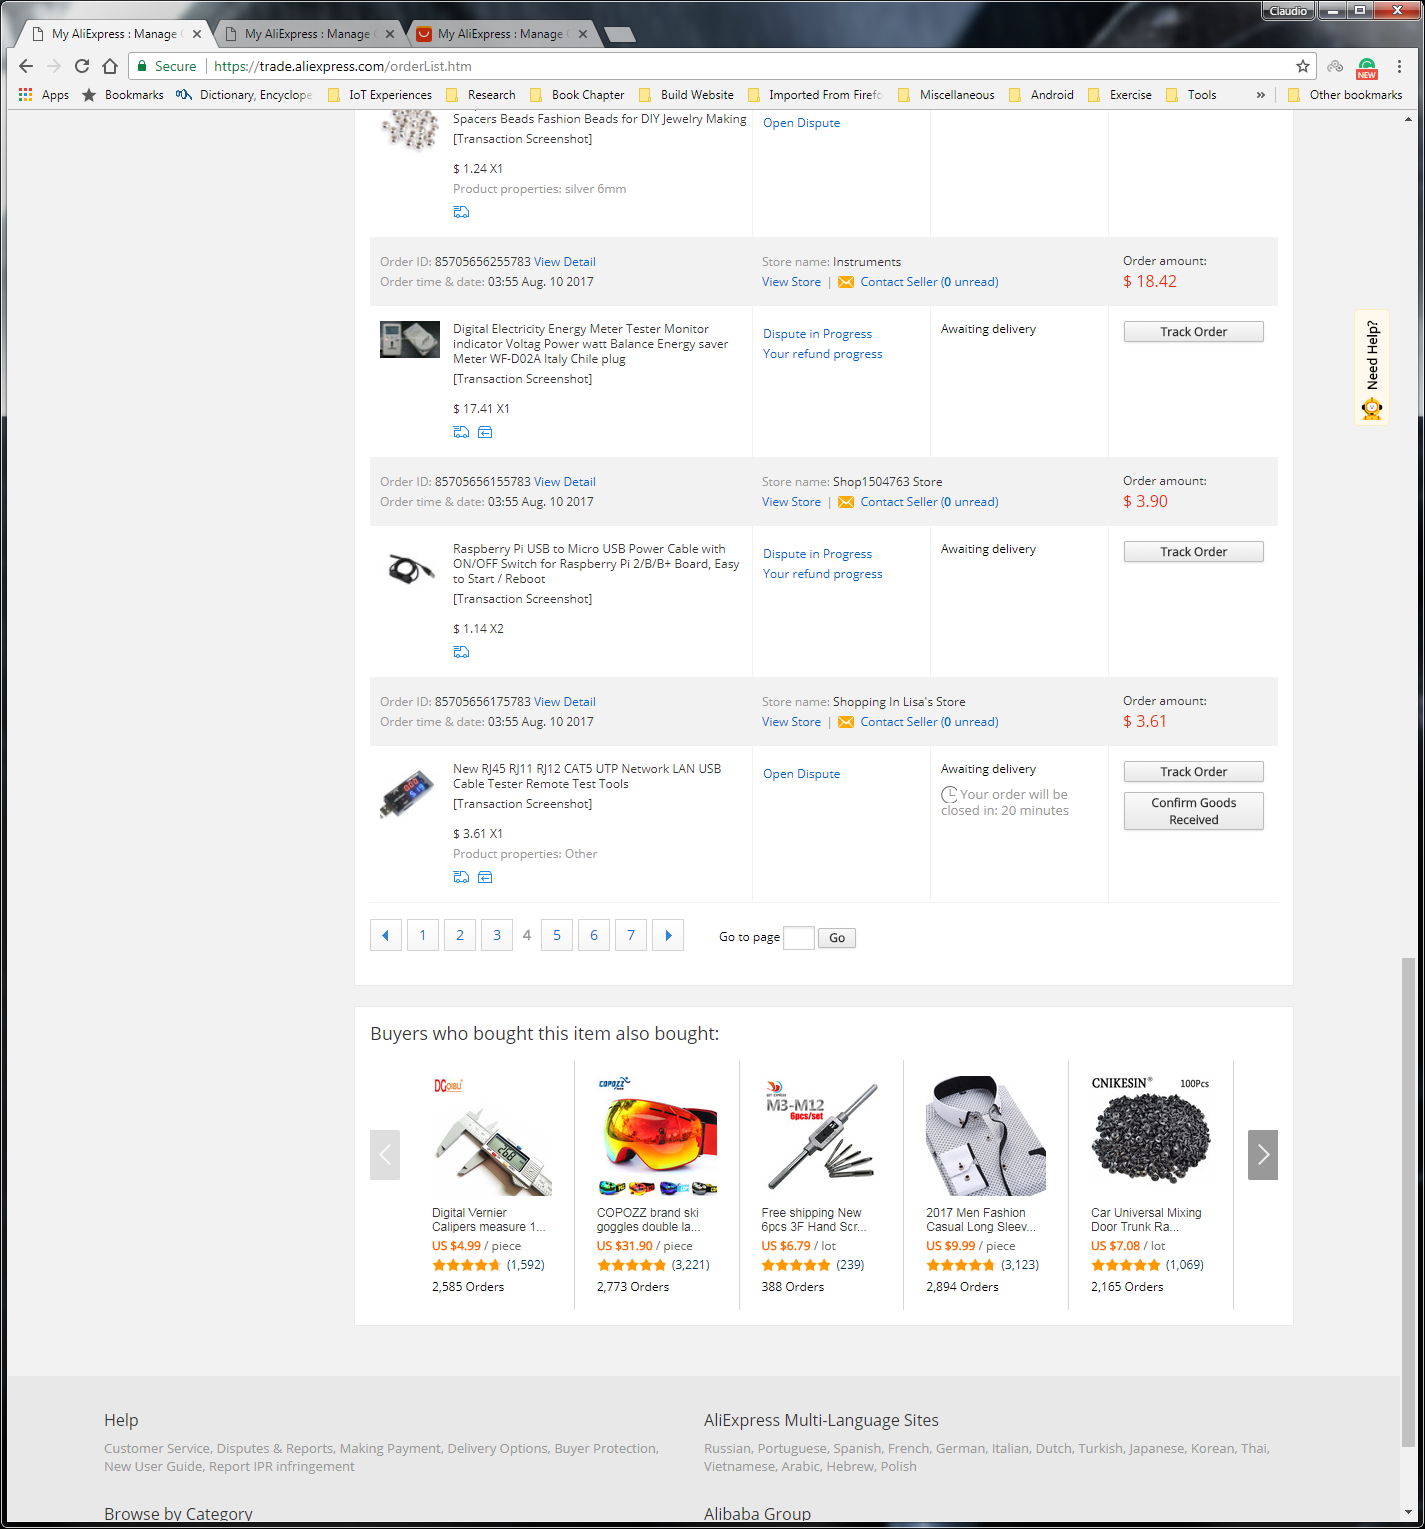 Claudio
My AliExpress : Manage
My AliExpress : Manage
My AliExpress : Manage
Secure https://trade.aliexpress.com/orderList.htm
NEW
Apps Bookmarks Dictionary, Encyclope IoT Experiences Research Book Chapter Build Website Imported From Firefo Miscellaneous Android Exercise Tools » Other bookmarks
Spacers Beads Fashion Beads for DIY Jewelry Making
[Transaction Screenshot]
$ 1.24 X1
Product properties: silver 6mm
Open Dispute
Order ID: 85705656255783 View Detail
Order time & date: 03:55 Aug. 10 2017
Store name: Instruments
View Store | Contact Seller (0 unread)
Order amount:
$ 18.42
Digital Electricity Energy Meter Tester Monitor
indicator Voltag Power watt Balance Energy saver
Meter WF-D02A Italy Chile plug
[Transaction Screenshot]
$ 17.41 X1
Dispute in Progress
Your refund progress
Awaiting delivery
Track Order
Need Help?
Order ID: 85705656155783 View Detail
Order time & date: 03:55 Aug. 10 2017
Store name: Shop1504763 Store
View Store | Contact Seller (0 unread)
Order amount:
$ 3.90
Raspberry Pi USB to Micro USB Power Cable with
ON/OFF Switch for Raspberry Pi 2/B/B+ Board, Easy
to Start / Reboot
[Transaction Screenshot]
$ 1.14 X2
Dispute in Progress
Your refund progress
Awaiting delivery
Track Order
Order ID: 85705656175783 View Detail
Order time & date: 03:55 Aug. 10 2017
Store name: Shopping In Lisa's Store
View Store | Contact Seller (0 unread)
Order amount:
$ 3.61
New RJ45 RJ11 RJ12 CAT5 UTP Network LAN USB
Cable Tester Remote Test Tools
[Transaction Screenshot]
$ 3.61 X1
Product properties: Other
Open Dispute
Awaiting delivery
Your order will be
closed in: 20 minutes
Track Order
Confirm Goods
Received
1 2 3 4 5 6 7 Go to page Go
Buyers who bought this item also bought:
DCQIBU
Digital Vernier
Calipers measure 1...
US $4.99 / piece
(1,592)
2,585 Orders
COPOZZ
COPOZZ brand ski
goggles double la...
US $31.90 / piece
(3,221)
2,773 Orders
M3-M12
6pcs/set
Free shipping New
6pcs 3F Hand Scr...
US $6.79 / lot
(239)
388 Orders
2017 Men Fashion
Casual Long Sleev...
US $9.99 / piece
(3,123)
2,894 Orders
CNIKESIN® 100Pcs
Car Universal Mixing
Door Trunk Ra...
US $7.08 / lot
(1,069)
2,165 Orders
Help
Customer Service, Disputes & Reports, Making Payment, Delivery Options, Buyer Protection,
New User Guide, Report IPR infringement
AliExpress Multi-Language Sites
Russian, Portuguese, Spanish, French, German, Italian, Dutch, Turkish, Japanese, Korean, Thai,
Vietnamese, Arabic, Hebrew, Polish
Browse by Category
Alibaba Group